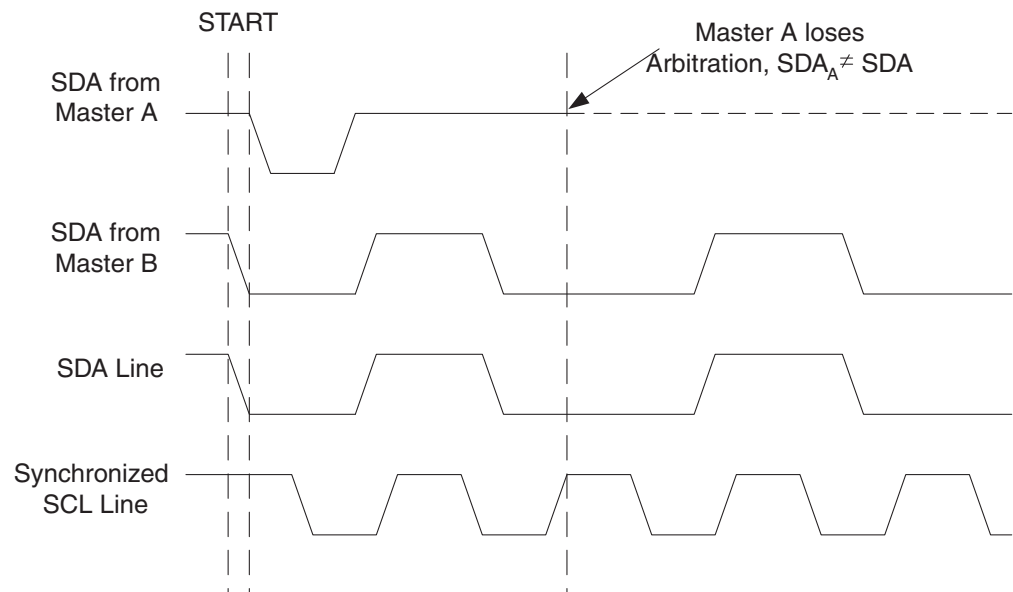 START
Master A loses
Arbitration, SDA_A ≠ SDA
SDA from
Master A
SDA from
Master B
SDA Line
Synchronized
SCL Line